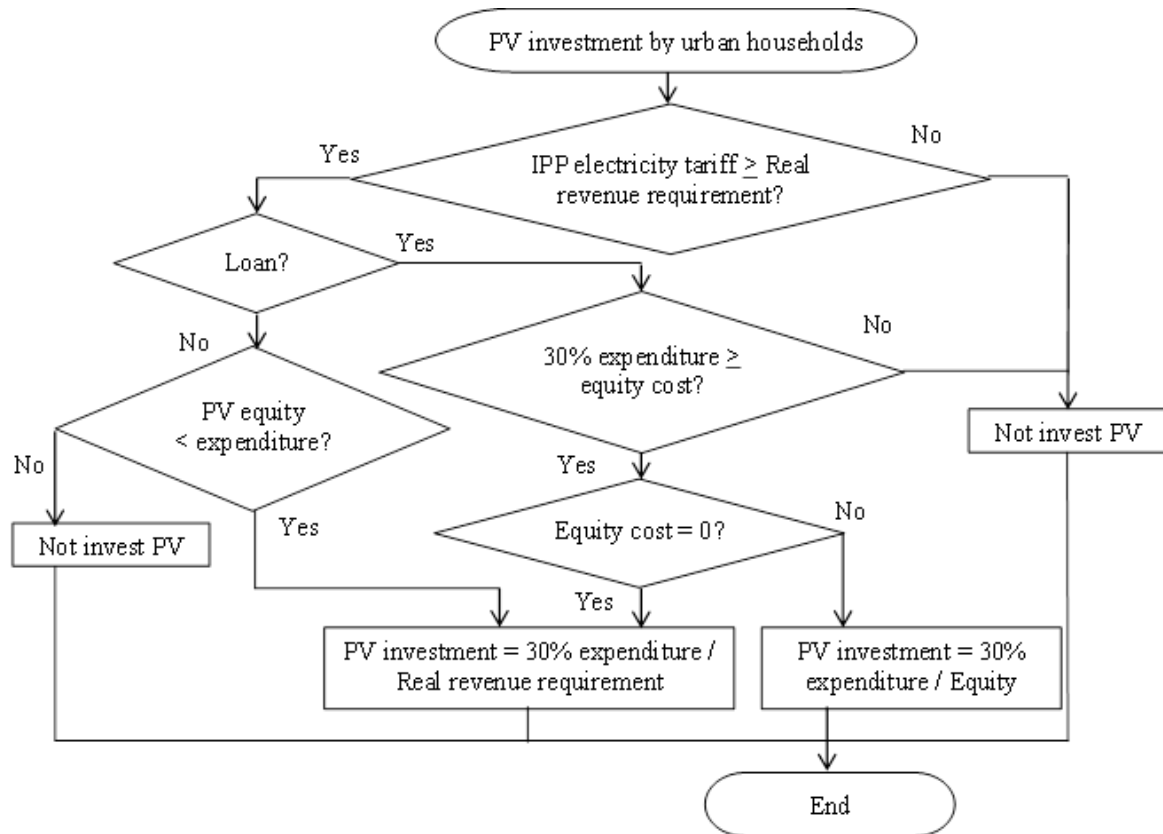 PV investment by urban households
No
Yes
IPP electricity tariff ≥ Real
revenue requirement?
Yes
Loan?
No
No
30% expenditure ≥
equity cost?
PV equity
< expenditure?
Not invest PV
No
Yes
Yes
No
Equity cost = 0?
Not invest PV
Yes
PV investment = 30% expenditure /
Real revenue requirement
PV investment = 30%
expenditure / Equity
End